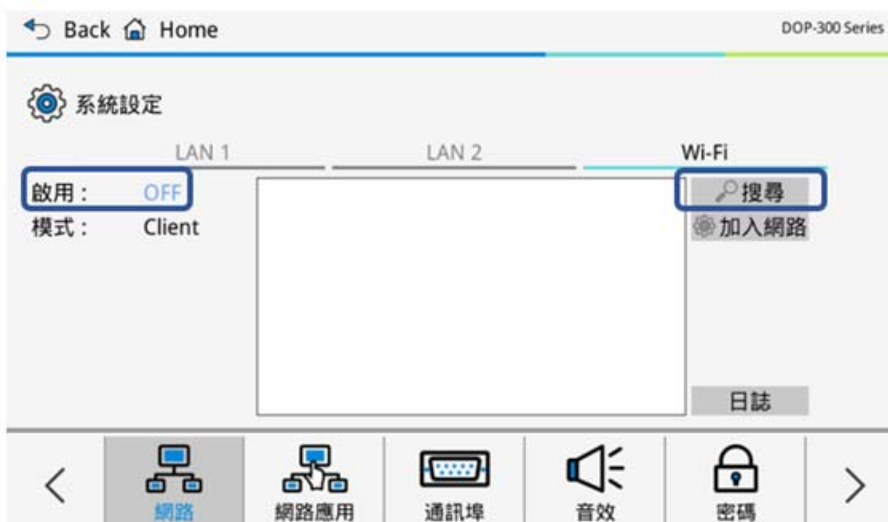 Back Home DOP-300 Series
系統設定
LAN 1 LAN 2 Wi-Fi
啟用： OFF 搜尋
模式： Client 加入網路
日誌
網路 網路應用 通訊埠 音效 密碼